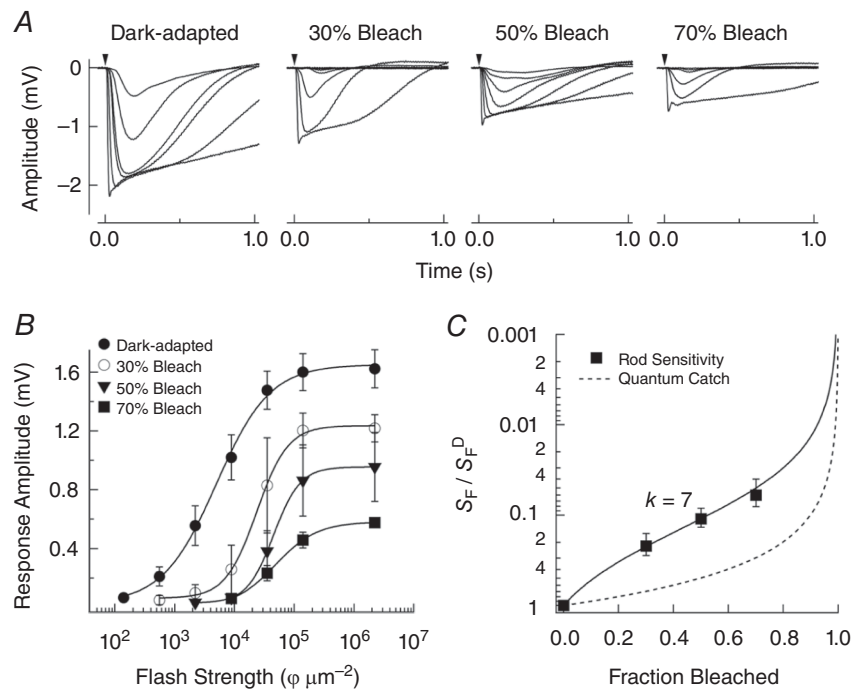 A
Dark-adapted
30% Bleach
50% Bleach
70% Bleach
Amplitude (mV)
0
−1
−2
0.0 1.0
0.0 1.0
0.0 1.0
0.0 1.0
Time (s)
B
Dark-adapted
30% Bleach
50% Bleach
70% Bleach
Response Amplitude (mV)
1.6
1.2
0.8
0.4
10² 10³ 10⁴ 10⁵ 10⁶ 10⁷
Flash Strength (φ μm⁻²)
C
Rod Sensitivity
Quantum Catch
k = 7
S_F / S_F^D
0.001
2
4
0.01
2
4
0.1
2
4
1
0.0 0.2 0.4 0.6 0.8 1.0
Fraction Bleached